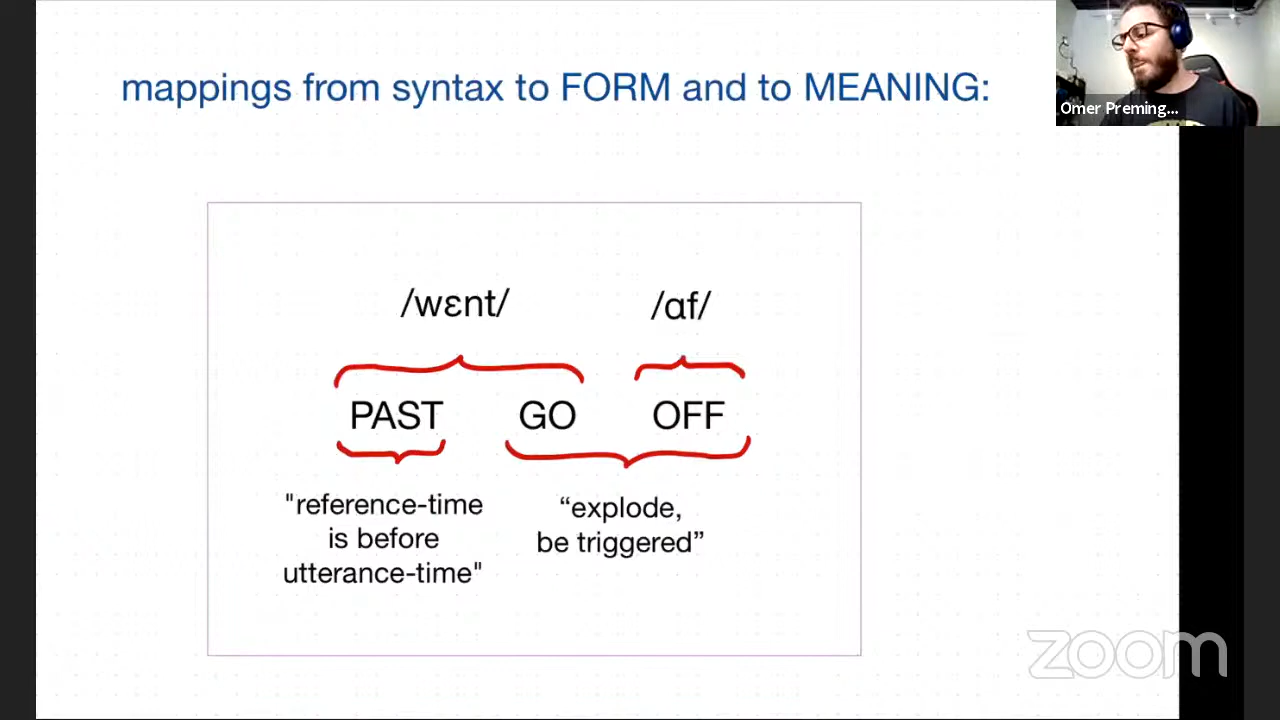 mappings from syntax to FORM and to MEANING:
Omer Preming...
/wɛnt/ /ɑf/
PAST GO OFF
"reference-time
is before
utterance-time"
“explode,
be triggered”
zoom